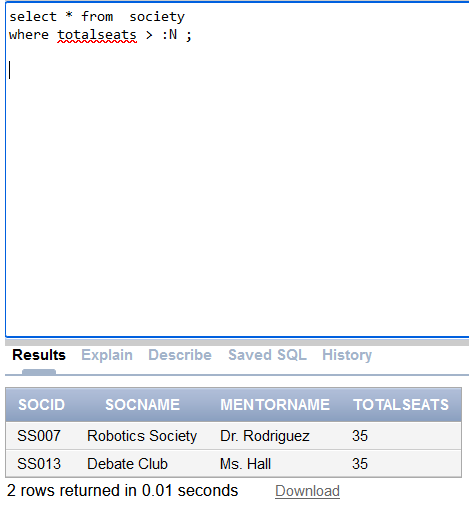 select * from  society
where totalseats > :N ;
Results Explain Describe Saved SQL History
SOCID SOCNAME MENTORNAME TOTALSEATS
SS007 Robotics Society Dr. Rodriguez 35
SS013 Debate Club Ms. Hall 35
2 rows returned in 0.01 seconds Download